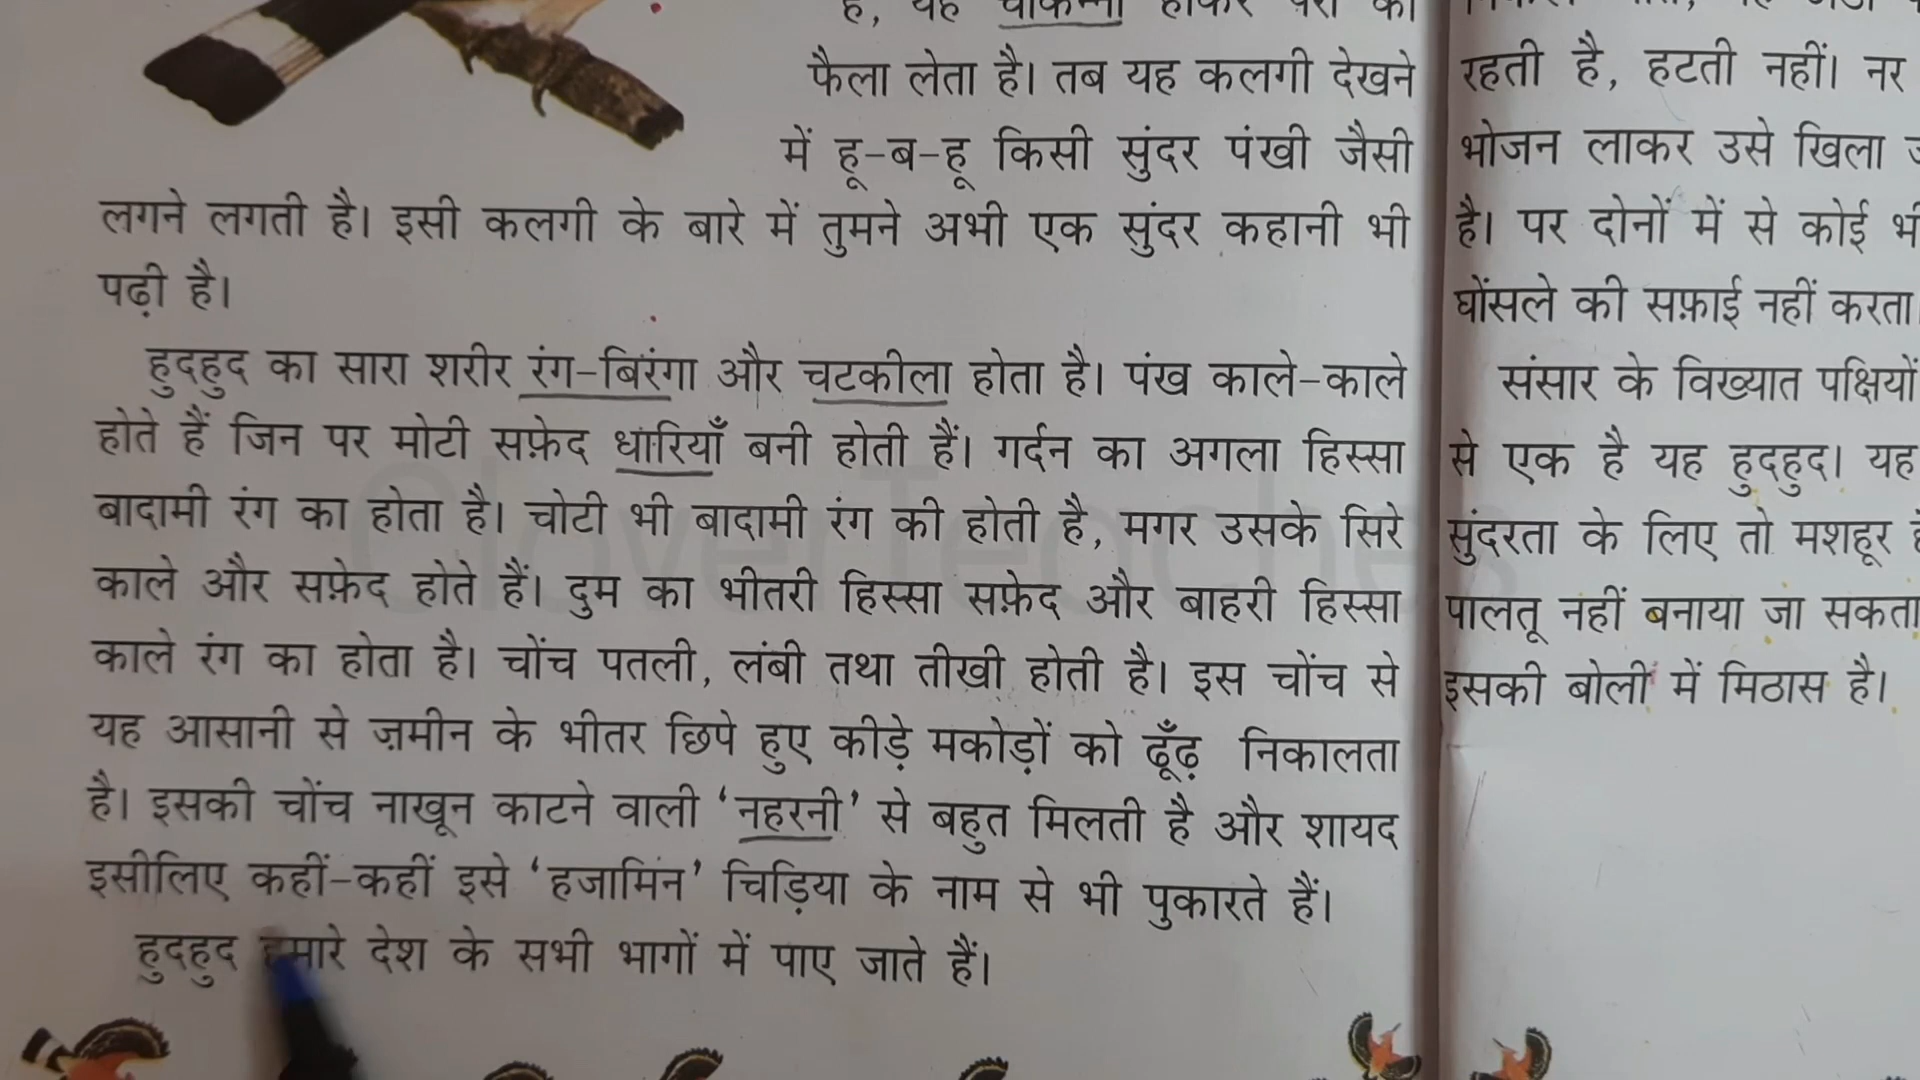 फैला लेता है। तब यह कलगी देखने
में हू-ब-हू किसी सुंदर पंखी जैसी
लगने लगती है। इसी कलगी के बारे में तुमने अभी एक सुंदर कहानी भी
पढ़ी है।
हुदहुद का सारा शरीर रंग-बिरंगा और चटकीला होता है। पंख काले-काले
होते हैं जिन पर मोटी सफ़ेद धारियाँ बनी होती हैं। गर्दन का अगला हिस्सा
बादामी रंग का होता है। चोटी भी बादामी रंग की होती है, मगर उसके सिरे
काले और सफ़ेद होते हैं। दुम का भीतरी हिस्सा सफ़ेद और बाहरी हिस्सा
काले रंग का होता है। चोंच पतली, लंबी तथा तीखी होती है। इस चोंच से
यह आसानी से ज़मीन के भीतर छिपे हुए कीड़े मकोड़ों को ढूँढ़ निकालता
है। इसकी चोंच नाखून काटने वाली ‘नहरनी’ से बहुत मिलती है और शायद
इसीलिए कहीं-कहीं इसे ‘हजामिन’ चिड़िया के नाम से भी पुकारते हैं।
हुदहुद हमारे देश के सभी भागों में पाए जाते हैं।
रहती है, हटती नहीं। नर
भोजन लाकर उसे खिला
है। पर दोनों में से कोई
घोंसले की सफ़ाई नहीं करता।
संसार के विख्यात पक्षियों
से एक है यह हुदहुद। यह
सुंदरता के लिए तो मशहूर
पालतू नहीं बनाया जा सकता
इसकी बोली में मिठास है।